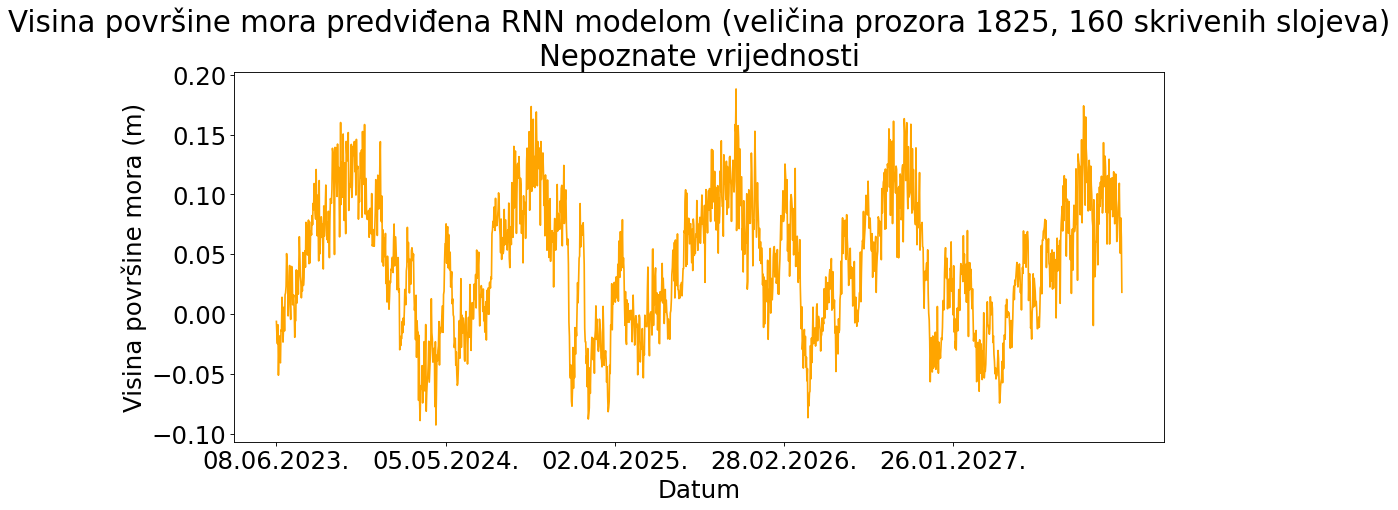 Visina površine mora predviđena RNN modelom (veličina prozora 1825, 160 skrivenih slojeva)
Nepoznate vrijednosti
Visina površine mora (m)
0.20
0.15
0.10
0.05
0.00
−0.05
−0.10
08.06.2023. 05.05.2024. 02.04.2025. 28.02.2026. 26.01.2027.
Datum